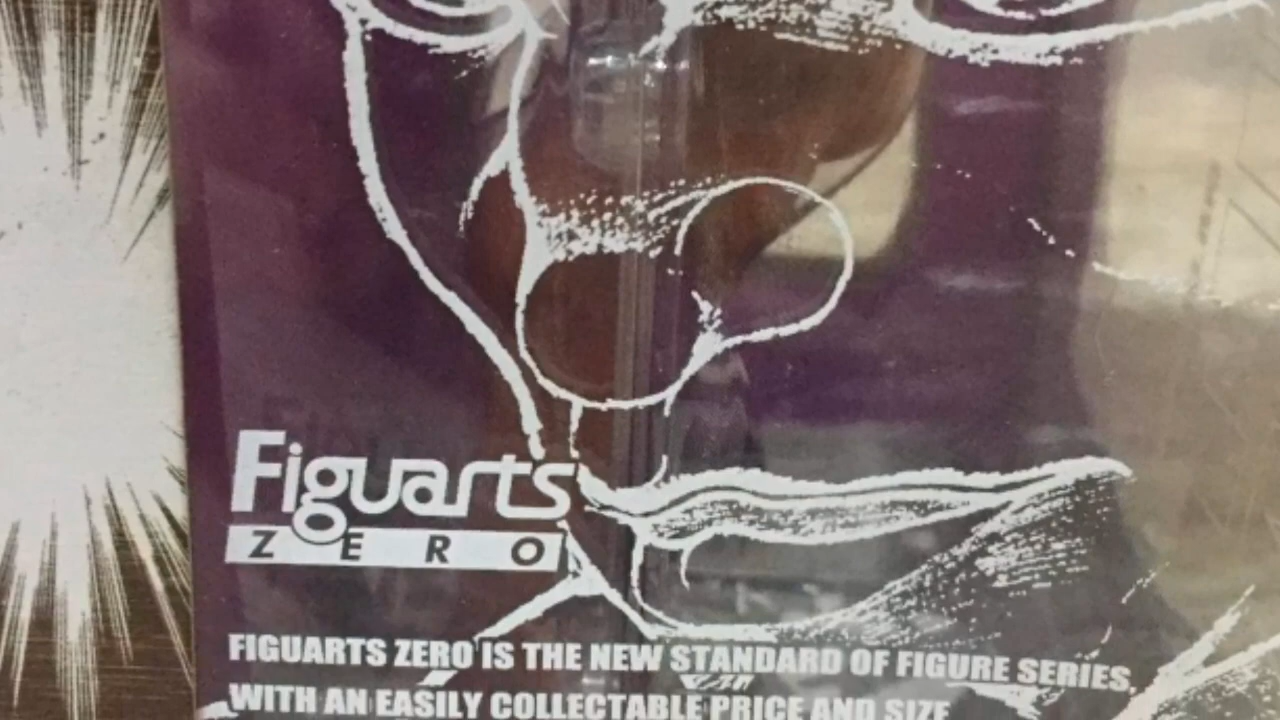 Figuarts
ZERO
FIGUARTS ZERO IS THE NEW STANDARD OF FIGURE SERIES,
WITH AN EASILY COLLECTABLE PRICE AND SIZE